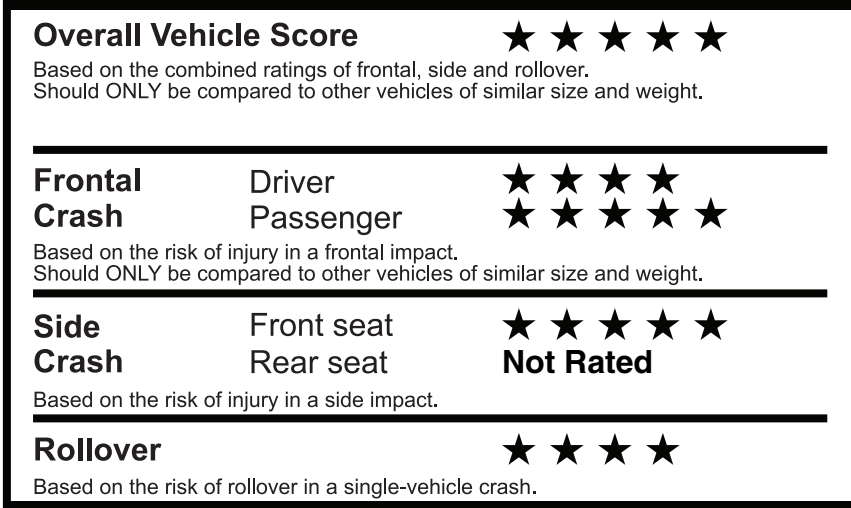 Overall Vehicle Score ★ ★ ★ ★ ★
Based on the combined ratings of frontal, side and rollover.
Should ONLY be compared to other vehicles of similar size and weight.
Frontal Driver ★ ★ ★ ★
Crash Passenger ★ ★ ★ ★ ★
Based on the risk of injury in a frontal impact.
Should ONLY be compared to other vehicles of similar size and weight.
Side Front seat ★ ★ ★ ★ ★
Crash Rear seat Not Rated
Based on the risk of injury in a side impact.
Rollover ★ ★ ★ ★
Based on the risk of rollover in a single-vehicle crash.